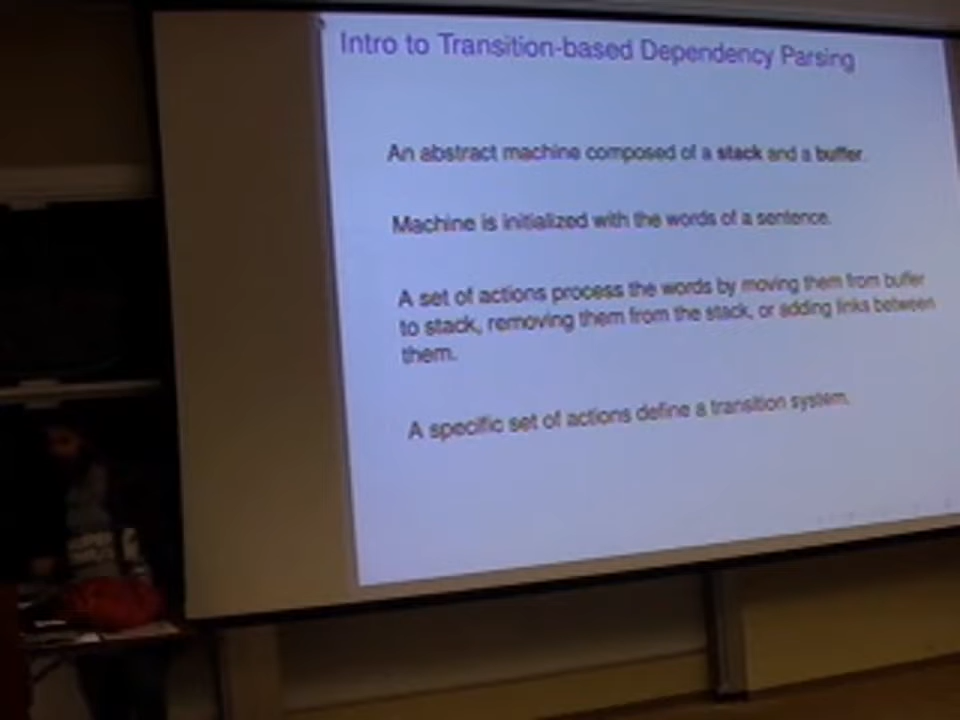 Intro to Transition-based Dependency Parsing
An abstract machine composed of a stack and a buffer.
Machine is initialized with the words of a sentence.
A set of actions process the words by moving them from buffer
to stack, removing them from the stack, or adding links between
them.
A specific set of actions define a transition system.